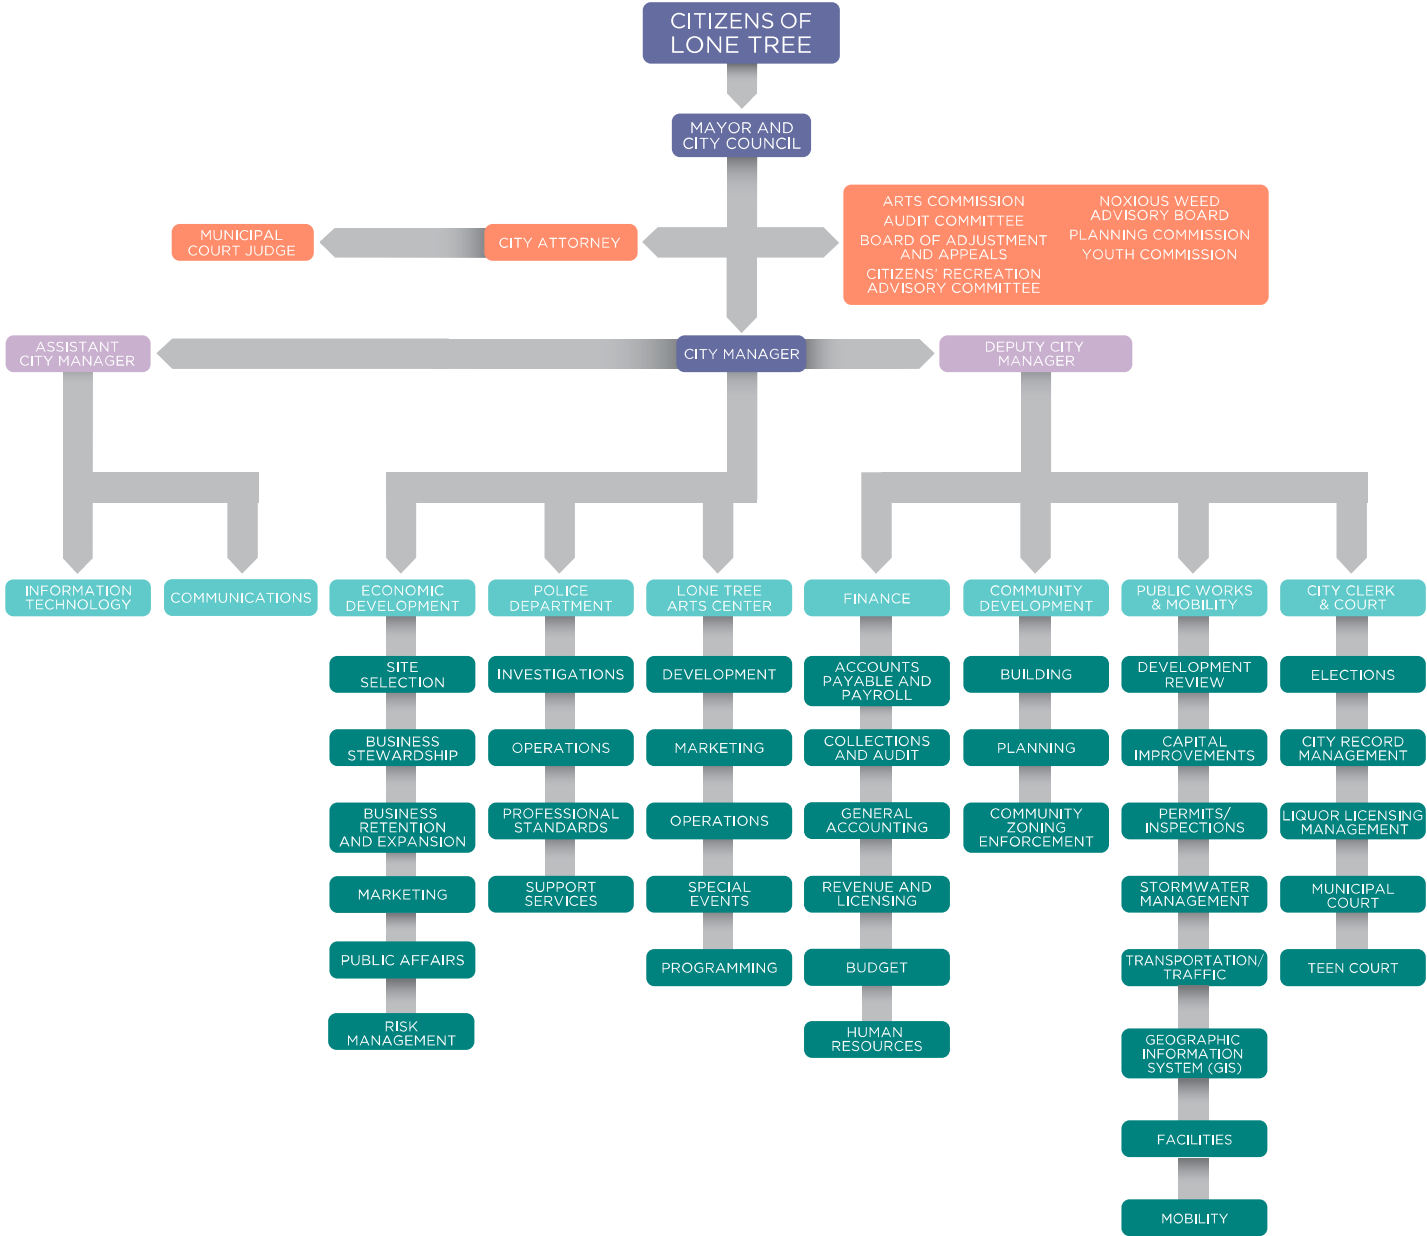 CITIZENS OF
LONE TREE
MAYOR AND
CITY COUNCIL
MUNICIPAL
COURT JUDGE
CITY ATTORNEY
ARTS COMMISSION
AUDIT COMMITTEE
BOARD OF ADJUSTMENT
AND APPEALS
CITIZENS' RECREATION
ADVISORY COMMITTEE
NOXIOUS WEED
ADVISORY BOARD
PLANNING COMMISSION
YOUTH COMMISSION
ASSISTANT
CITY MANAGER
CITY MANAGER
DEPUTY CITY
MANAGER
INFORMATION
TECHNOLOGY
COMMUNICATIONS
ECONOMIC
DEVELOPMENT
POLICE
DEPARTMENT
LONE TREE
ARTS CENTER
FINANCE
COMMUNITY
DEVELOPMENT
PUBLIC WORKS
& MOBILITY
CITY CLERK
& COURT
SITE
SELECTION
BUSINESS
STEWARDSHIP
BUSINESS
RETENTION
AND EXPANSION
MARKETING
PUBLIC AFFAIRS
RISK
MANAGEMENT
INVESTIGATIONS
OPERATIONS
PROFESSIONAL
STANDARDS
SUPPORT
SERVICES
DEVELOPMENT
MARKETING
OPERATIONS
SPECIAL
EVENTS
PROGRAMMING
ACCOUNTS
PAYABLE AND
PAYROLL
COLLECTIONS
AND AUDIT
GENERAL
ACCOUNTING
REVENUE AND
LICENSING
BUDGET
HUMAN
RESOURCES
BUILDING
PLANNING
COMMUNITY
ZONING
ENFORCEMENT
DEVELOPMENT
REVIEW
CAPITAL
IMPROVEMENTS
PERMITS/
INSPECTIONS
STORMWATER
MANAGEMENT
TRANSPORTATION/
TRAFFIC
GEOGRAPHIC
INFORMATION
SYSTEM (GIS)
FACILITIES
MOBILITY
ELECTIONS
CITY RECORD
MANAGEMENT
LIQUOR LICENSING
MANAGEMENT
MUNICIPAL
COURT
TEEN COURT